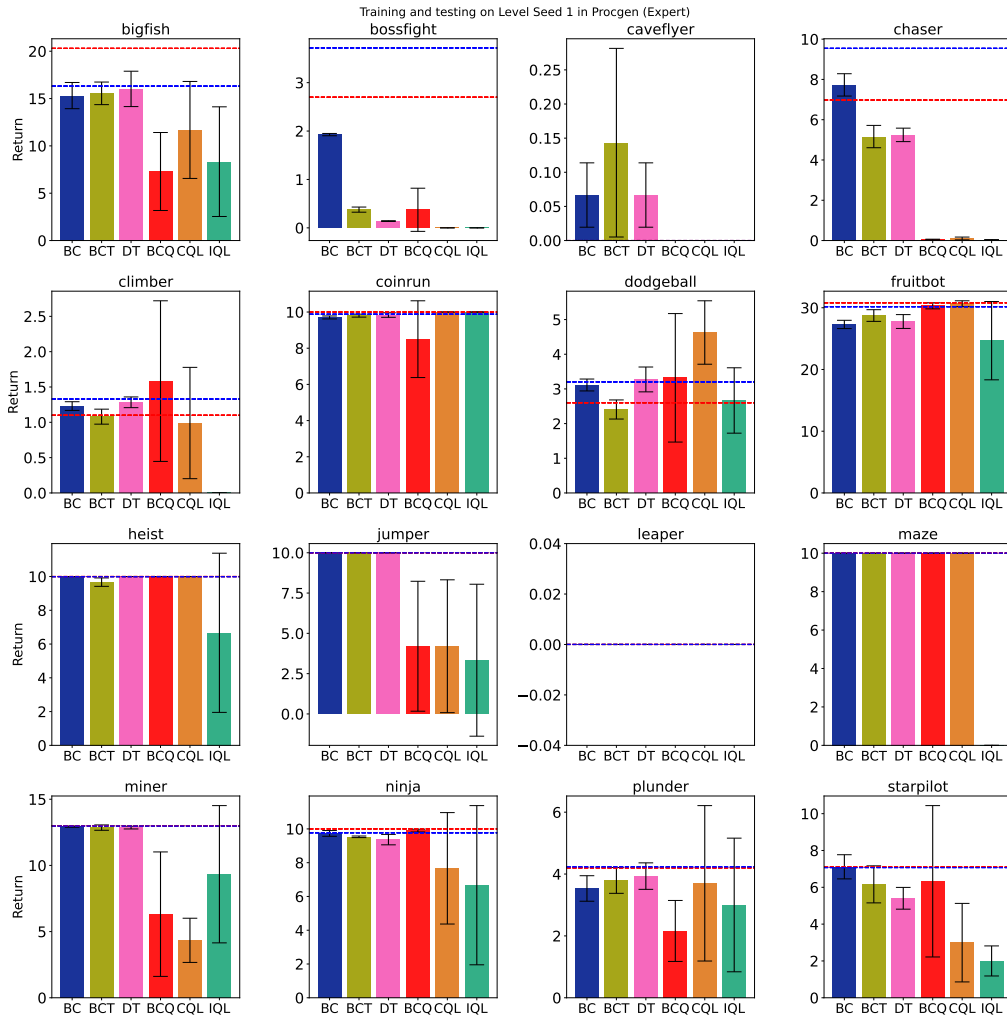 Training and testing on Level Seed 1 in Procgen (Expert)
bigfish
bossfight
caveflyer
chaser
Return
0
5
10
15
20
BC BCT DT BCQ CQL IQL
0
1
2
3
BC BCT DT BCQ CQL IQL
0.00
0.05
0.10
0.15
0.20
0.25
BC BCT DT BCQ CQL IQL
0
2
4
6
8
10
BC BCT DT BCQ CQL IQL
climber
coinrun
dodgeball
fruitbot
Return
0.0
0.5
1.0
1.5
2.0
2.5
BC BCT DT BCQ CQL IQL
0
2
4
6
8
10
BC BCT DT BCQ CQL IQL
0
1
2
3
4
5
BC BCT DT BCQ CQL IQL
0
10
20
30
BC BCT DT BCQ CQL IQL
heist
jumper
leaper
maze
Return
0
2
4
6
8
10
BC BCT DT BCQ CQL IQL
0.0
2.5
5.0
7.5
10.0
BC BCT DT BCQ CQL IQL
−0.04
−0.02
0.00
0.02
0.04
BC BCT DT BCQ CQL IQL
0
2
4
6
8
10
BC BCT DT BCQ CQL IQL
miner
ninja
plunder
starpilot
Return
0
5
10
15
BC BCT DT BCQ CQL IQL
0
2
4
6
8
10
BC BCT DT BCQ CQL IQL
0
2
4
6
BC BCT DT BCQ CQL IQL
0
2
4
6
8
10
BC BCT DT BCQ CQL IQL